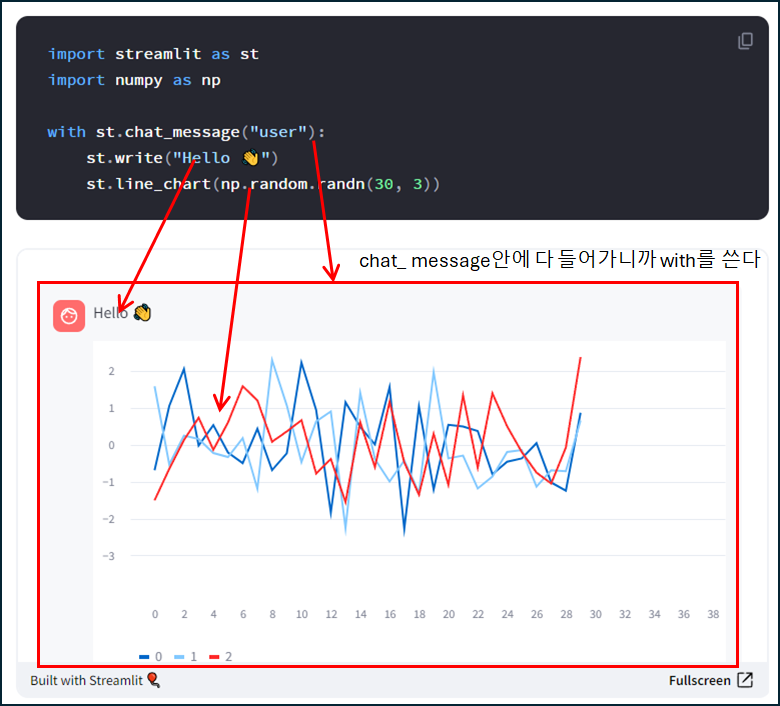 import streamlit as st
import numpy as np
with st.chat_message("user"):
st.write("Hello 👋")
st.line_chart(np.random.randn(30, 3))
chat_ message안에 다 들어가니까 with를 쓴다
Hello 👋
2
1
0
−1
−2
−3
0 2 4 6 8 10 12 14 16 18 20 22 24 26 28 30 32 34 36 38
0 1 2
Built with Streamlit 🎈 Fullscreen